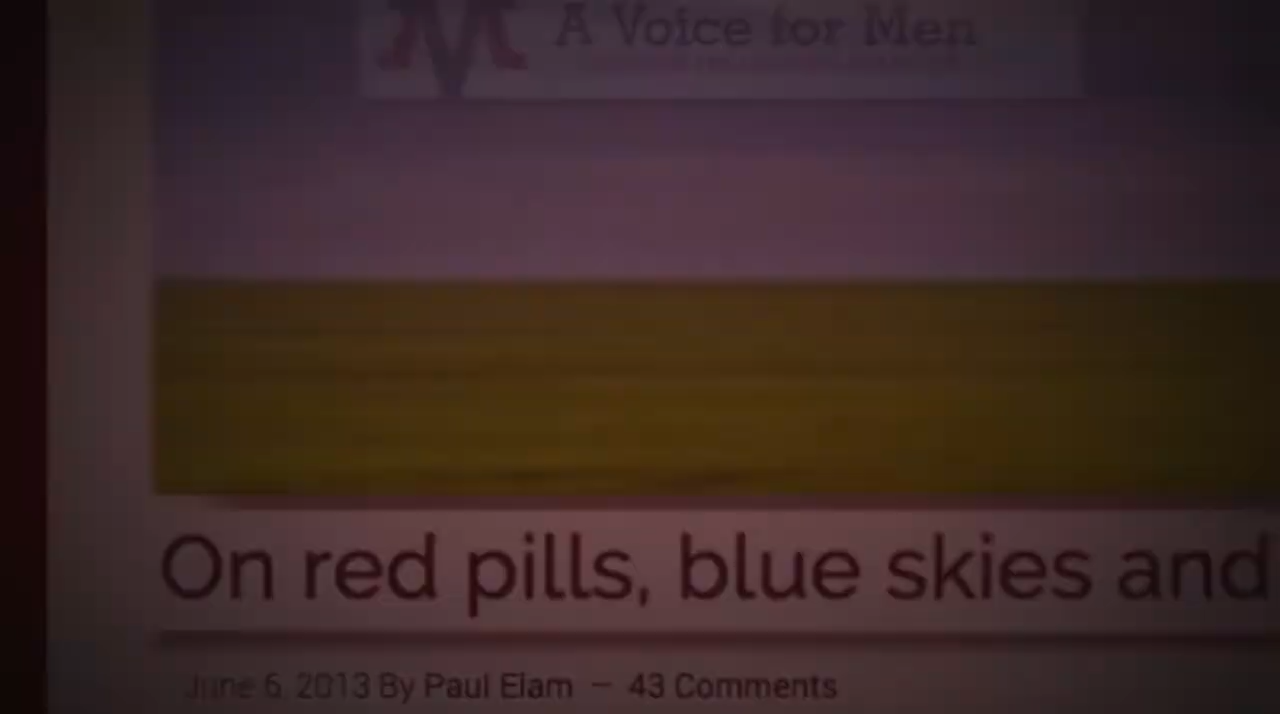 A Voice for Men
On red pills, blue skies and
June 6, 2013 By Paul Elam — 43 Comments